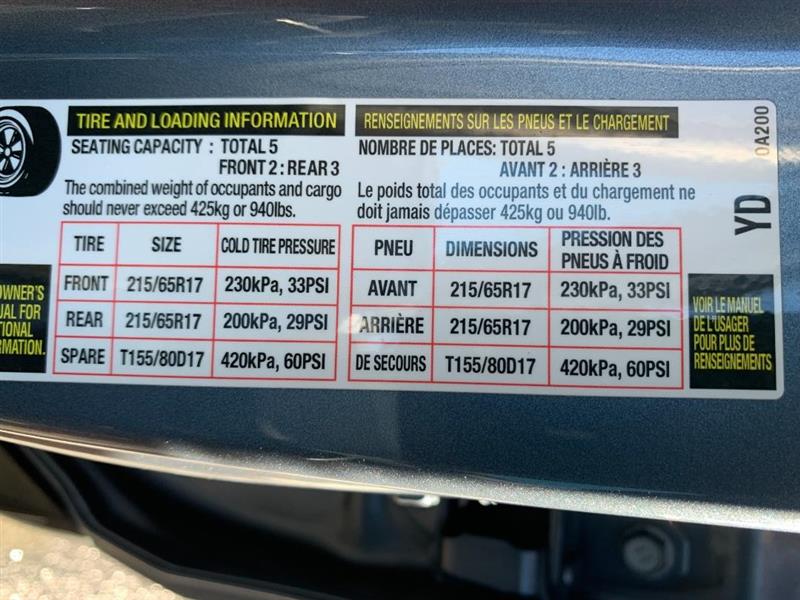 TIRE AND LOADING INFORMATION
SEATING CAPACITY : TOTAL 5
FRONT 2 : REAR 3
The combined weight of occupants and cargo
should never exceed 425kg or 940lbs.
TIRE SIZE COLD TIRE PRESSURE
FRONT 215/65R17 230kPa, 33PSI
REAR 215/65R17 200kPa, 29PSI
SPARE T155/80D17 420kPa, 60PSI
OWNER'S
FOR
RENSEIGNEMENTS SUR LES PNEUS ET LE CHARGEMENT
NOMBRE DE PLACES: TOTAL 5
AVANT 2 : ARRIÈRE 3
Le poids total des occupants et du chargement ne
doit jamais dépasser 425kg ou 940lb.
PNEU DIMENSIONS PRESSION DES
PNEUS À FROID
AVANT 215/65R17 230kPa, 33PSI
ARRIÈRE 215/65R17 200kPa, 29PSI
DE SECOURS T155/80D17 420kPa, 60PSI
VOIR LE MANUEL
DE L'USAGER
POUR PLUS DE
RENSEIGNEMENTS
YD
0A200